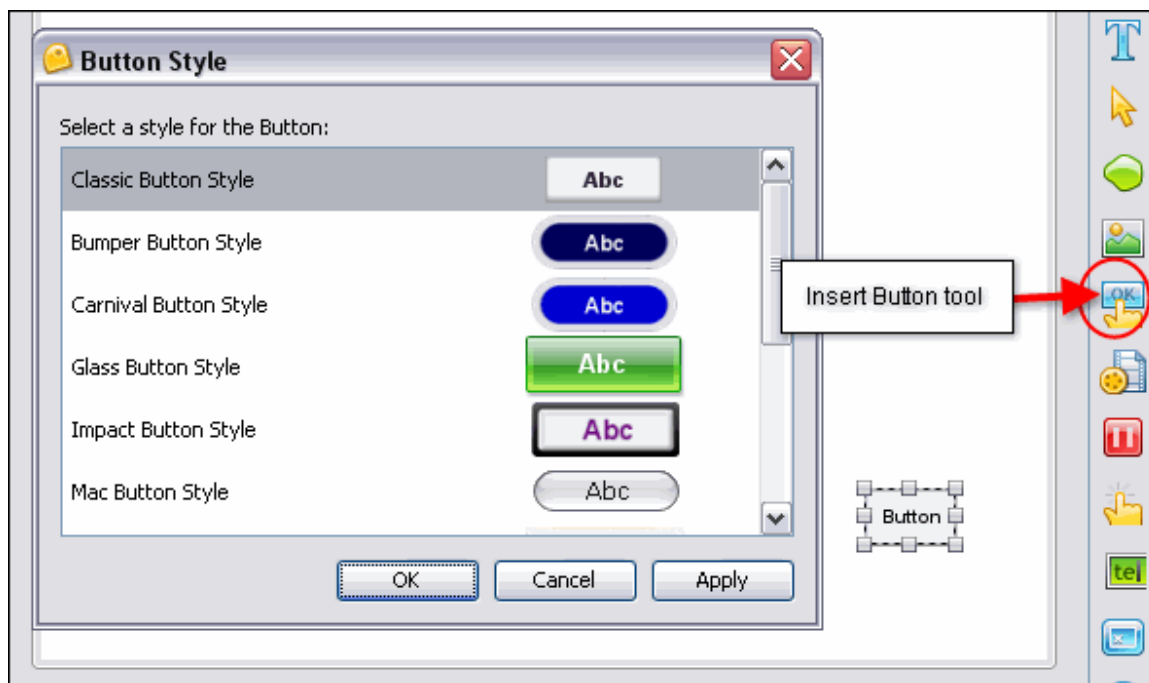 Button Style
Select a style for the Button:
Classic Button Style Abc
Bumper Button Style Abc
Carnival Button Style Abc
Glass Button Style Abc
Impact Button Style Abc
Mac Button Style Abc
OK Cancel Apply
Insert Button tool
Button
T
OK
te